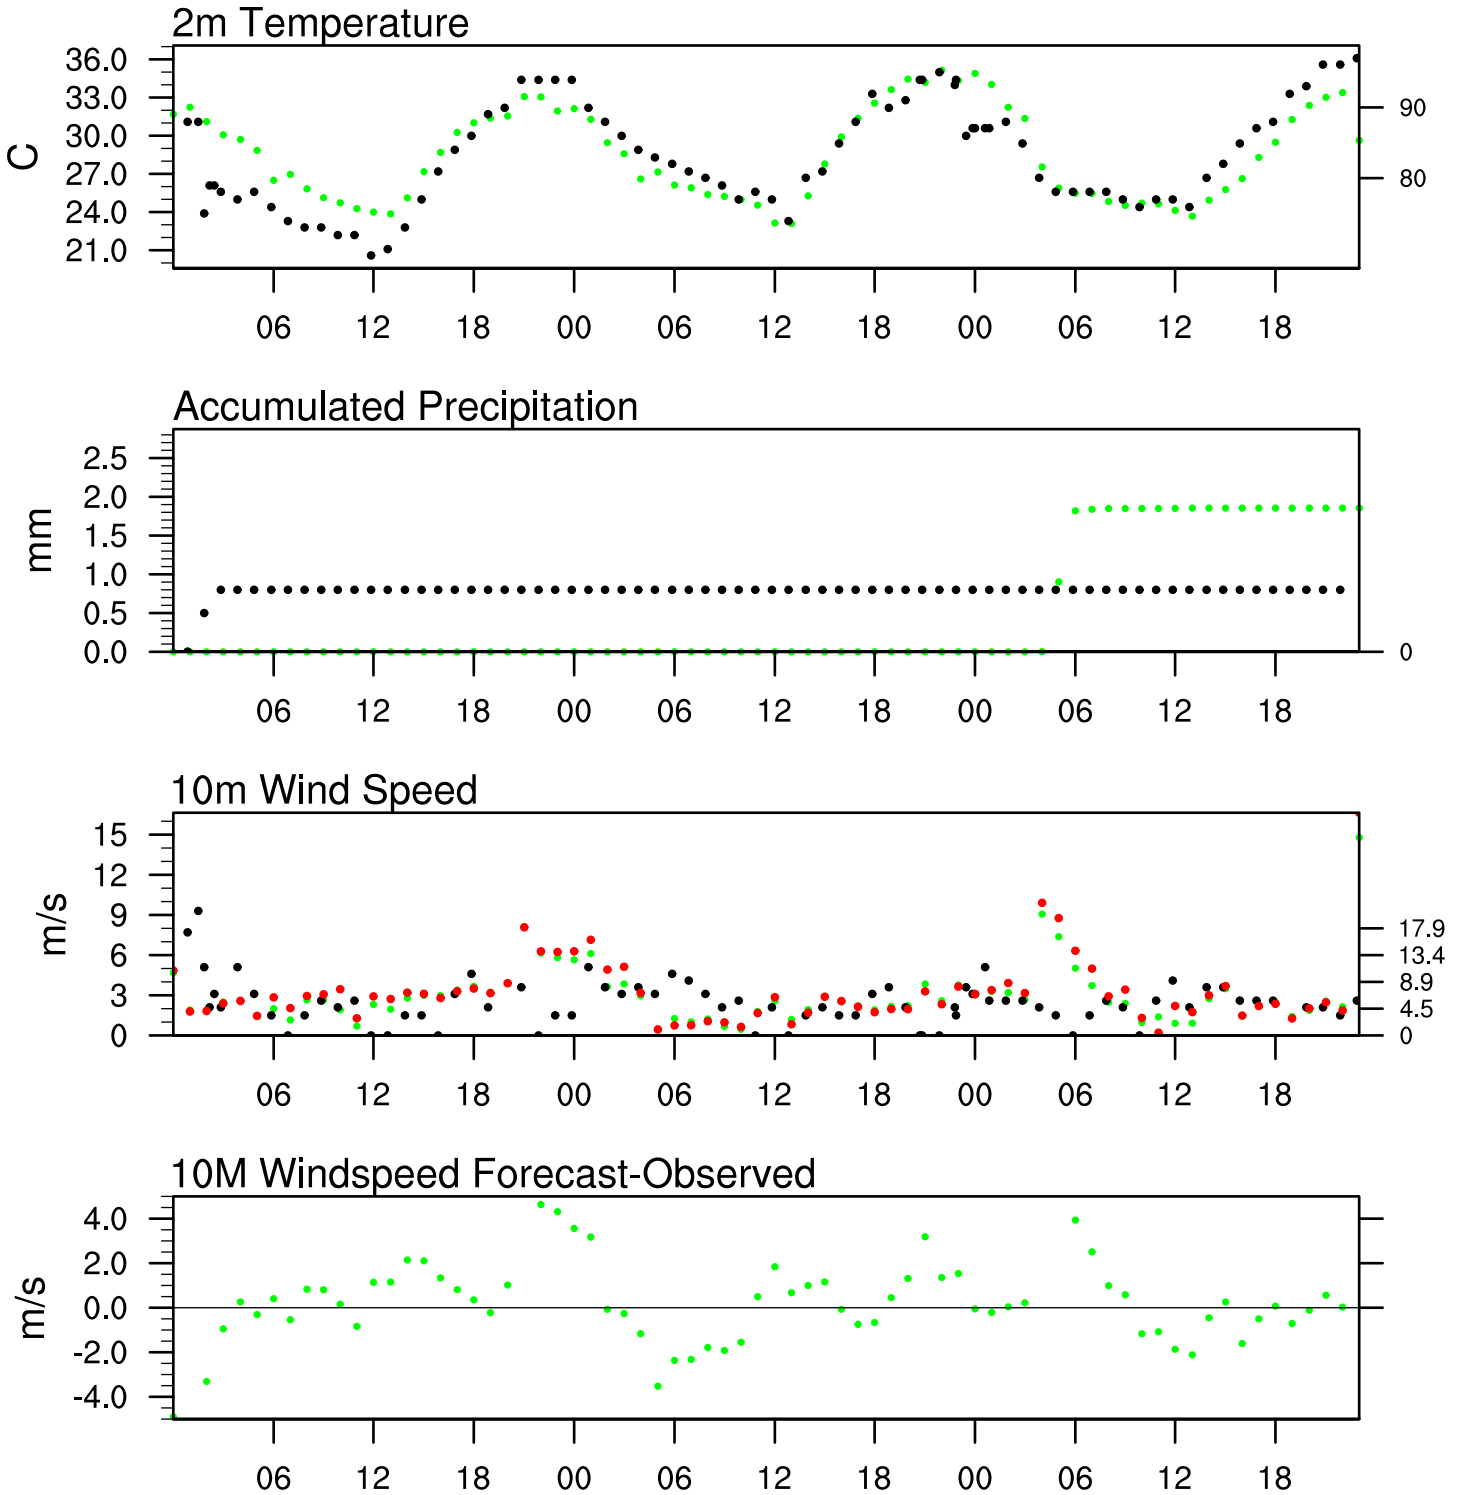 2m Temperature
36.0
33.0
30.0
27.0
24.0
21.0
C
90
80
06 12 18 00 06 12 18 00 06 12 18
Accumulated Precipitation
2.5
2.0
1.5
1.0
0.5
0.0
mm
0
06 12 18 00 06 12 18 00 06 12 18
10m Wind Speed
15
12
9
6
3
0
m/s
17.9
13.4
8.9
4.5
0
06 12 18 00 06 12 18 00 06 12 18
10M Windspeed Forecast-Observed
4.0
2.0
0.0
-2.0
-4.0
m/s
06 12 18 00 06 12 18 00 06 12 18